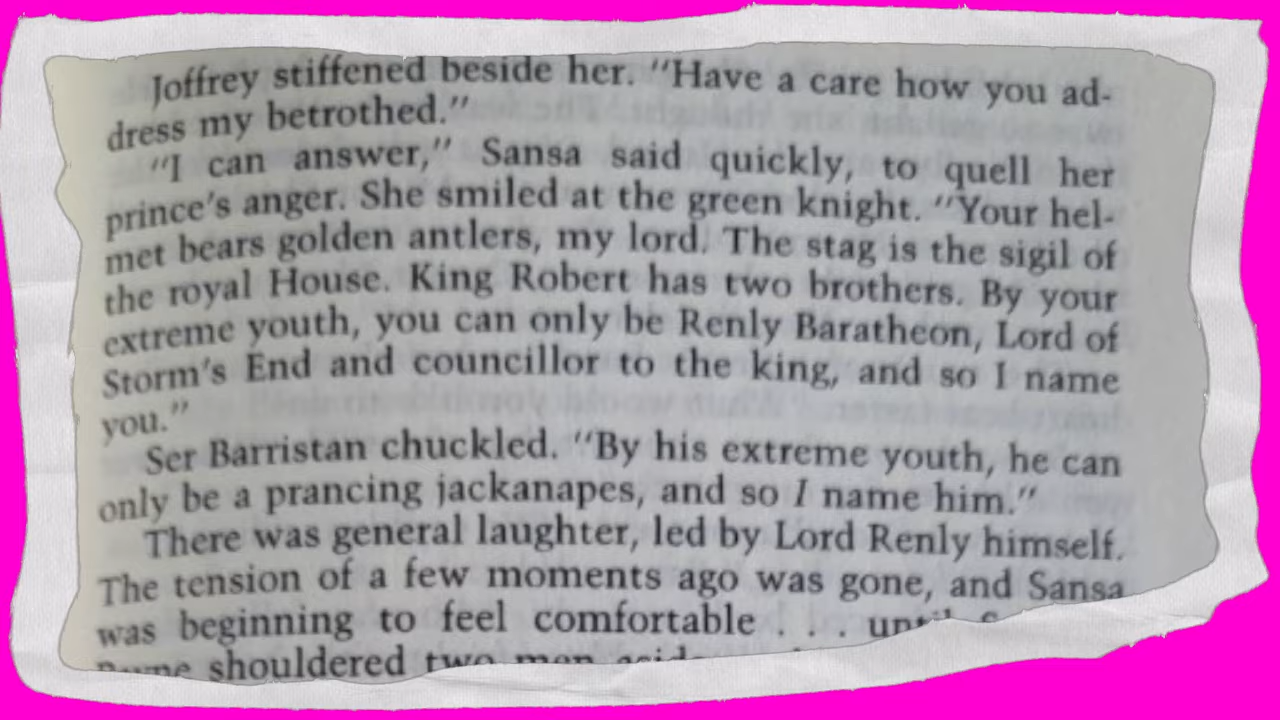 Joffrey stiffened beside her. "Have a care how you ad-
dress my betrothed."
"I can answer," Sansa said quickly, to quell her
prince's anger. She smiled at the green knight. "Your hel-
met bears golden antlers, my lord. The stag is the sigil of
the royal House. King Robert has two brothers. By your
extreme youth, you can only be Renly Baratheon, Lord of
Storm's End and councillor to the king, and so I name
you."
Ser Barristan chuckled. "By his extreme youth, he can
only be a prancing jackanapes, and so I name him."
There was general laughter, led by Lord Renly himself.
The tension of a few moments ago was gone, and Sansa
was beginning to feel comfortable . . . until
shouldered two men